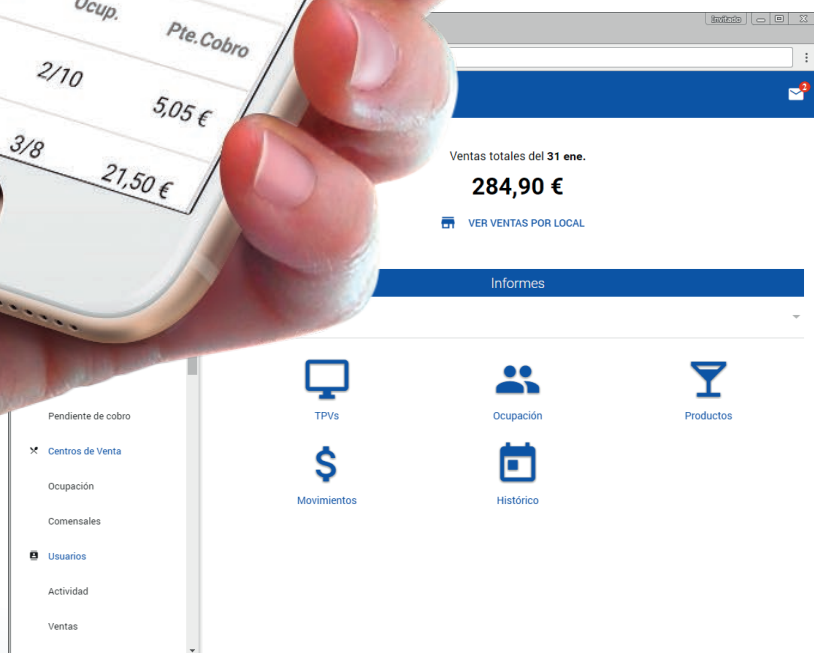 Ocup.
Pte.Cobro
2/10
5,05 €
3/8
21,50 €
Invitado
2
Ventas totales del 31 ene.
284,90 €
VER VENTAS POR LOCAL
Informes
TPVs
Ocupación
Productos
Movimientos
Histórico
Pendiente de cobro
Centros de Venta
Ocupación
Comensales
Usuarios
Actividad
Ventas